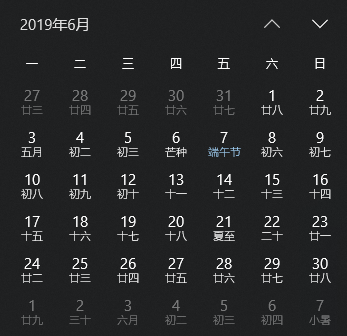 2019年6月
一 二 三 四 五 六 日
27 28 29 30 31 1 2
廿三 廿四 廿五 廿六 廿七 廿八 廿九
3 4 5 6 7 8 9
五月 初二 初三 芒种 端午节 初六 初七
10 11 12 13 14 15 16
初八 初九 初十 十一 十二 十三 十四
17 18 19 20 21 22 23
十五 十六 十七 十八 夏至 二十 廿一
24 25 26 27 28 29 30
廿二 廿三 廿四 廿五 廿六 廿七 廿八
1 2 3 4 5 6 7
廿九 三十 六月 初二 初三 初四 小暑